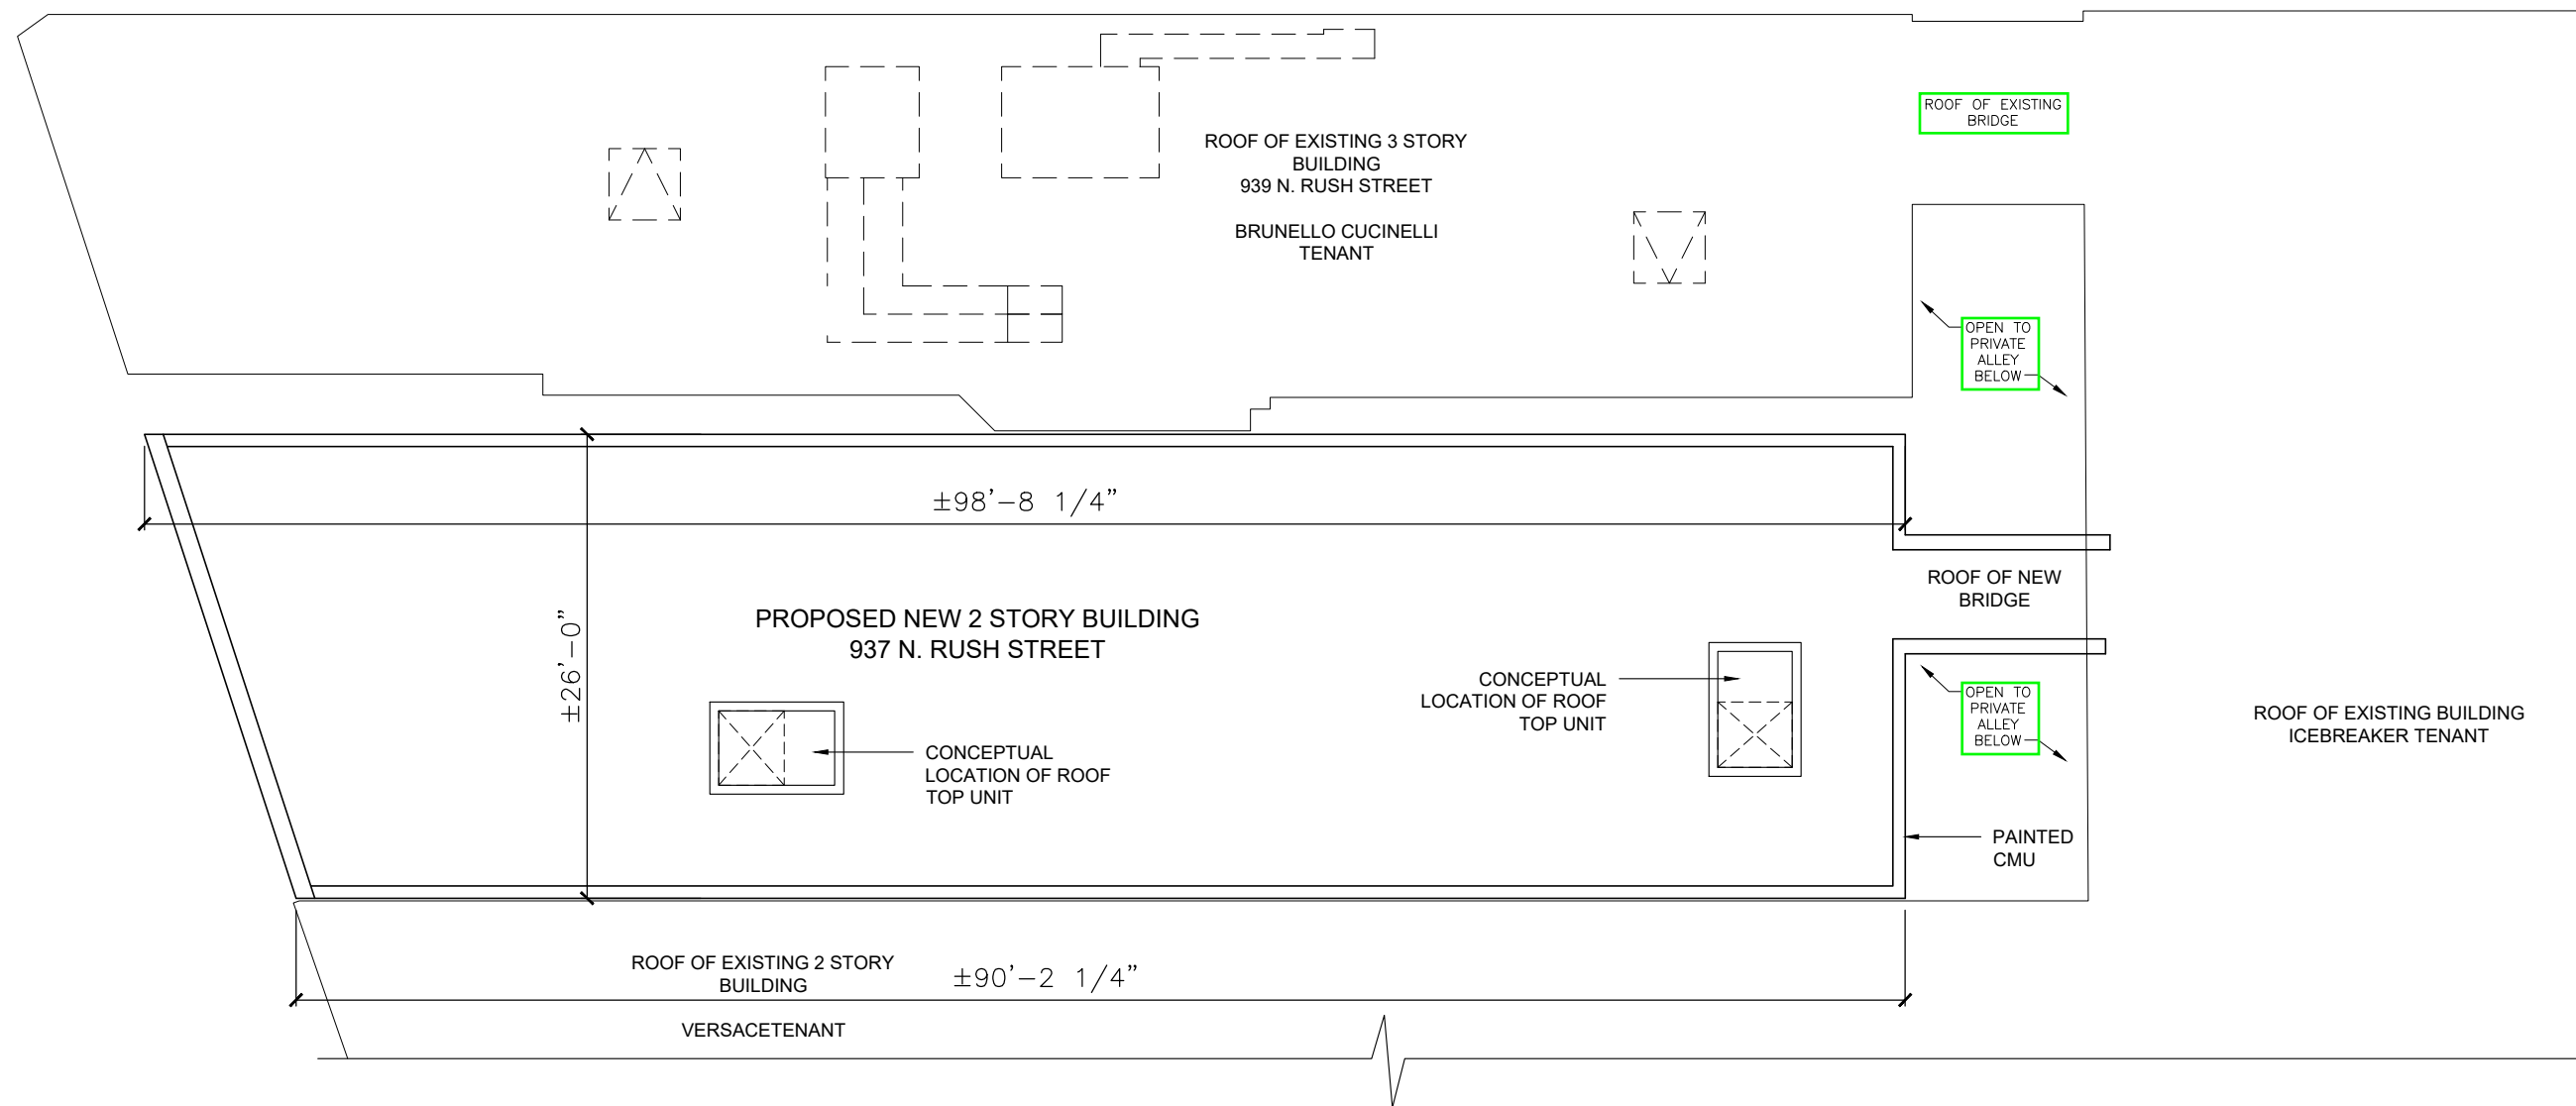 ROOF OF EXISTING
BRIDGE
ROOF OF EXISTING 3 STORY
BUILDING
939 N. RUSH STREET
BRUNELLO CUCINELLI
TENANT
OPEN TO
PRIVATE
ALLEY
BELOW
±98'-8 1/4"
±26'-0"
PROPOSED NEW 2 STORY BUILDING
937 N. RUSH STREET
ROOF OF NEW
BRIDGE
CONCEPTUAL
LOCATION OF ROOF
TOP UNIT
CONCEPTUAL
LOCATION OF ROOF
TOP UNIT
OPEN TO
PRIVATE
ALLEY
BELOW
ROOF OF EXISTING BUILDING
ICEBREAKER TENANT
PAINTED
CMU
ROOF OF EXISTING 2 STORY
BUILDING
±90'-2 1/4"
VERSACETENANT